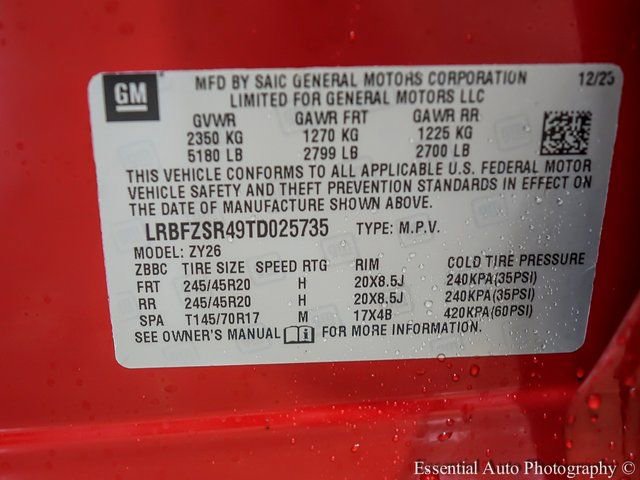 GM
MFD BY SAIC GENERAL MOTORS CORPORATION 12/25
LIMITED FOR GENERAL MOTORS LLC
GVWR GAWR FRT GAWR RR
2350 KG 1270 KG 1225 KG
5180 LB 2799 LB 2700 LB
THIS VEHICLE CONFORMS TO ALL APPLICABLE U.S. FEDERAL MOTOR
VEHICLE SAFETY AND THEFT PREVENTION STANDARDS IN EFFECT ON
THE DATE OF MANUFACTURE SHOWN ABOVE.
LRBFZSR49TD025735 TYPE: M.P.V.
MODEL: ZY26
ZBBC TIRE SIZE SPEED RTG RIM COLD TIRE PRESSURE
FRT 245/45R20 H 20X8.5J 240KPA(35PSI)
RR 245/45R20 H 20X8.5J 240KPA(35PSI)
SPA T145/70R17 M 17X4B 420KPA(60PSI)
SEE OWNER'S MANUAL FOR MORE INFORMATION.
Essential Auto Photography ©